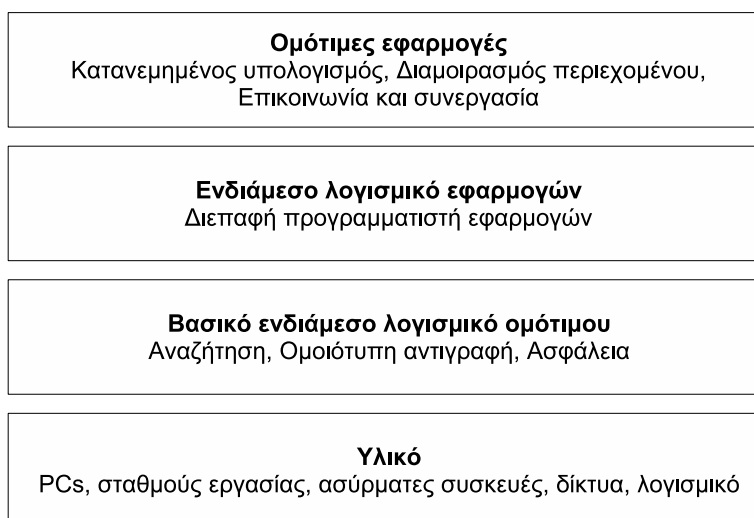 Ομότιμες εφαρμογές
Κατανεμημένος υπολογισμός, Διαμοιρασμός περιεχομένου,
Επικοινωνία και συνεργασία
Ενδιάμεσο λογισμικό εφαρμογών
Διεπαφή προγραμματιστή εφαρμογών
Βασικό ενδιάμεσο λογισμικό ομότιμου
Αναζήτηση, Ομοιότυπη αντιγραφή, Ασφάλεια
Υλικό
PCs, σταθμούς εργασίας, ασύρματες συσκευές, δίκτυα, λογισμικό